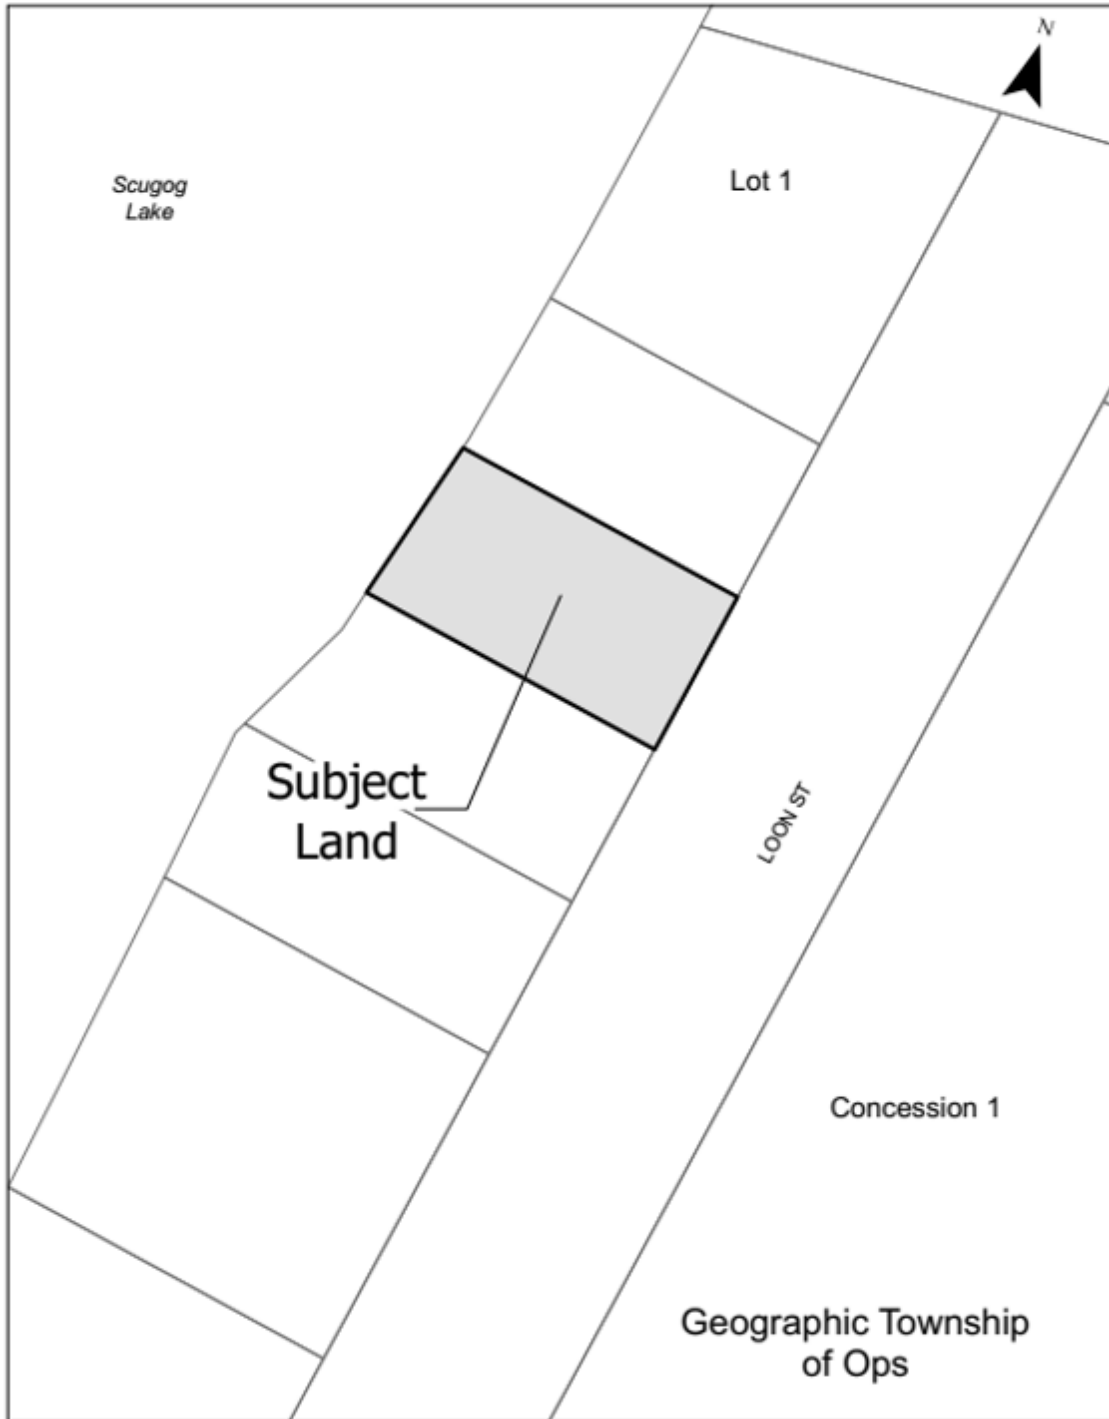 N
Scugog
Lake
Lot 1
Subject
Land
LOON ST
Concession 1
Geographic Township
of Ops